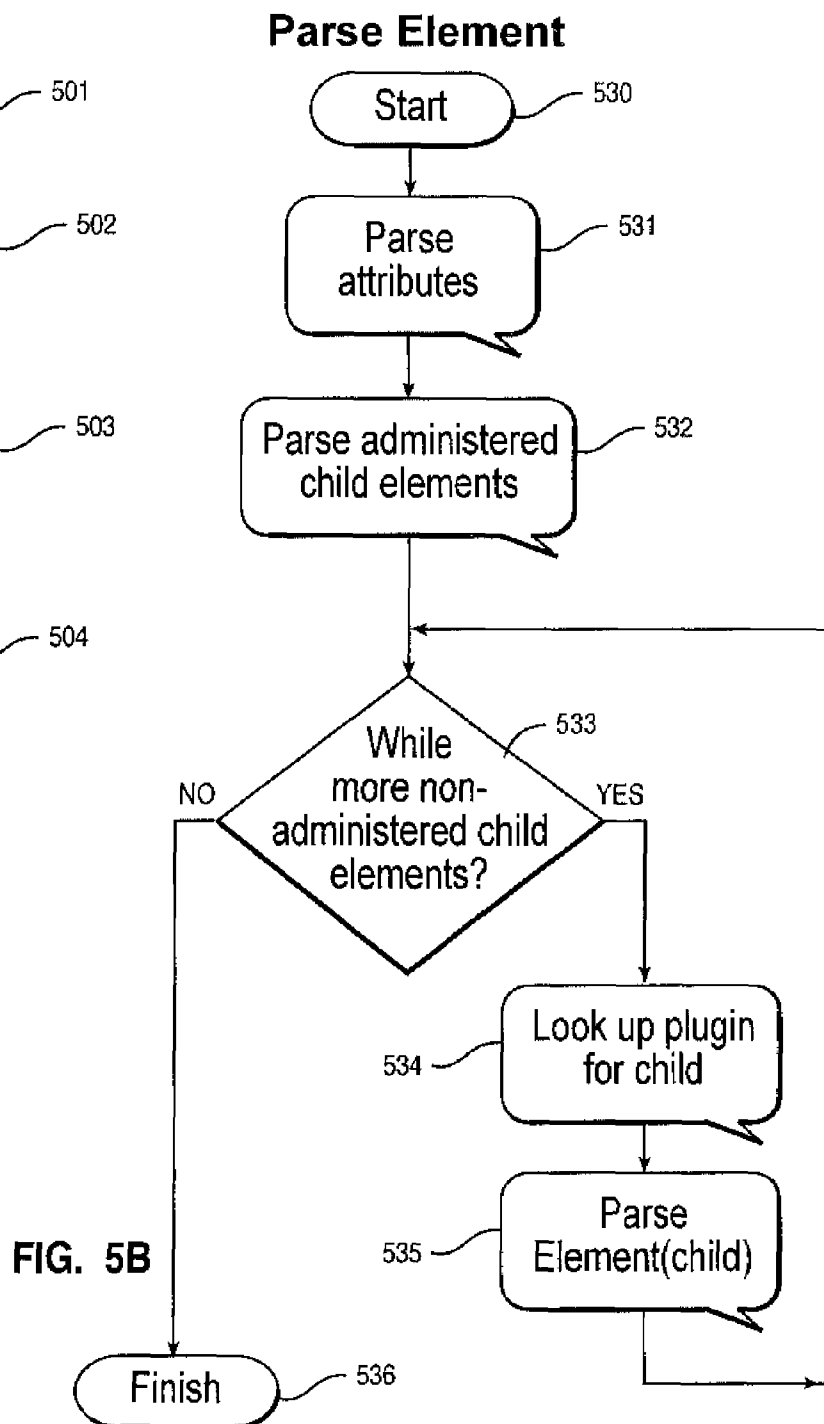 Parse Element
501
Start
530
502
Parse
attributes
531
503
Parse administered
child elements
532
504
While
more non-
administered child
elements?
533
NO
YES
Look up plugin
for child
534
Parse
Element(child)
535
FIG. 5B
Finish
536